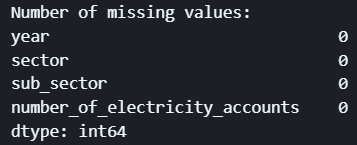 Number of missing values:
year 0
sector 0
sub_sector 0
number_of_electricity_accounts 0
dtype: int64